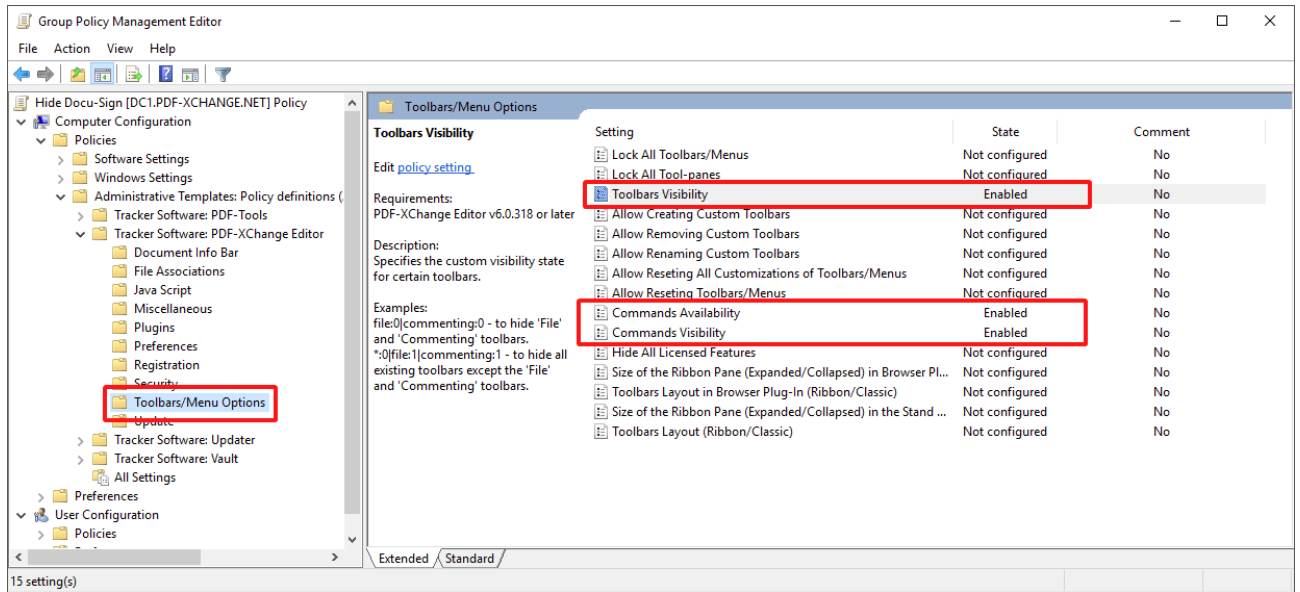 Group Policy Management Editor
File Action View Help
Hide Docu-Sign [DC1.PDF-XCHANGE.NET] Policy
Computer Configuration
Policies
Software Settings
Windows Settings
Administrative Templates: Policy definitions (
Tracker Software: PDF-Tools
Tracker Software: PDF-XChange Editor
Document Info Bar
File Associations
Java Script
Miscellaneous
Plugins
Preferences
Registration
Security
Toolbars/Menu Options
Update
Tracker Software: Updater
Tracker Software: Vault
All Settings
Preferences
User Configuration
Policies
Toolbars/Menu Options
Toolbars Visibility
Edit policy setting
Requirements:
PDF-XChange Editor v6.0.318 or later
Description:
Specifies the custom visibility state
for certain toolbars.
Examples:
file:0|commenting:0 - to hide 'File'
and 'Commenting' toolbars.
*:0|file:1|commenting:1 - to hide all
existing toolbars except the 'File'
and 'Commenting' toolbars.
Setting State Comment
Lock All Toolbars/Menus Not configured No
Lock All Tool-panes Not configured No
Toolbars Visibility Enabled No
Allow Creating Custom Toolbars Not configured No
Allow Removing Custom Toolbars Not configured No
Allow Renaming Custom Toolbars Not configured No
Allow Reseting All Customizations of Toolbars/Menus Not configured No
Allow Reseting Toolbars/Menus Not configured No
Commands Availability Enabled No
Commands Visibility Enabled No
Hide All Licensed Features Not configured No
Size of the Ribbon Pane (Expanded/Collapsed) in Browser Pl... Not configured No
Toolbars Layout in Browser Plug-In (Ribbon/Classic) Not configured No
Size of the Ribbon Pane (Expanded/Collapsed) in the Stand ... Not configured No
Toolbars Layout (Ribbon/Classic) Not configured No
Extended Standard
15 setting(s)